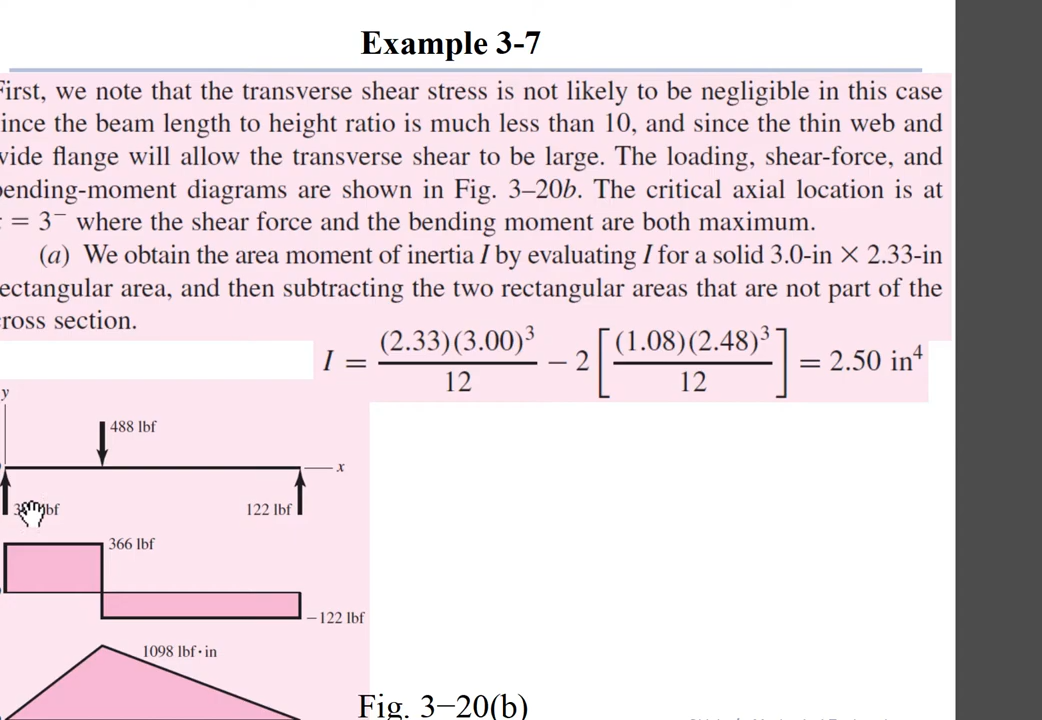 Example 3-7
First, we note that the transverse shear stress is not likely to be negligible in this case
ince the beam length to height ratio is much less than 10, and since the thin web and
wide flange will allow the transverse shear to be large. The loading, shear-force, and
bending-moment diagrams are shown in Fig. 3–20b. The critical axial location is at
= 3⁻ where the shear force and the bending moment are both maximum.
(a) We obtain the area moment of inertia I by evaluating I for a solid 3.0-in × 2.33-in
ectangular area, and then subtracting the two rectangular areas that are not part of the
ross section.
I = (2.33)(3.00)³/12 − 2[(1.08)(2.48)³/12] = 2.50 in⁴
y
488 lbf
x
122 lbf
366 lbf
−122 lbf
1098 lbf·in
Fig. 3−20(b)